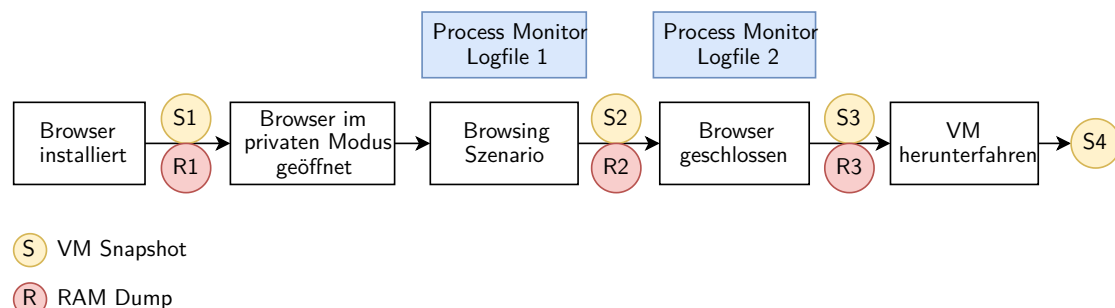 Process Monitor
Logfile 1
Process Monitor
Logfile 2
Browser
installiert
S1
R1
Browser im
privaten Modus
geöffnet
Browsing
Szenario
S2
R2
Browser
geschlossen
S3
R3
VM
herunterfahren
S4
S VM Snapshot
R RAM Dump